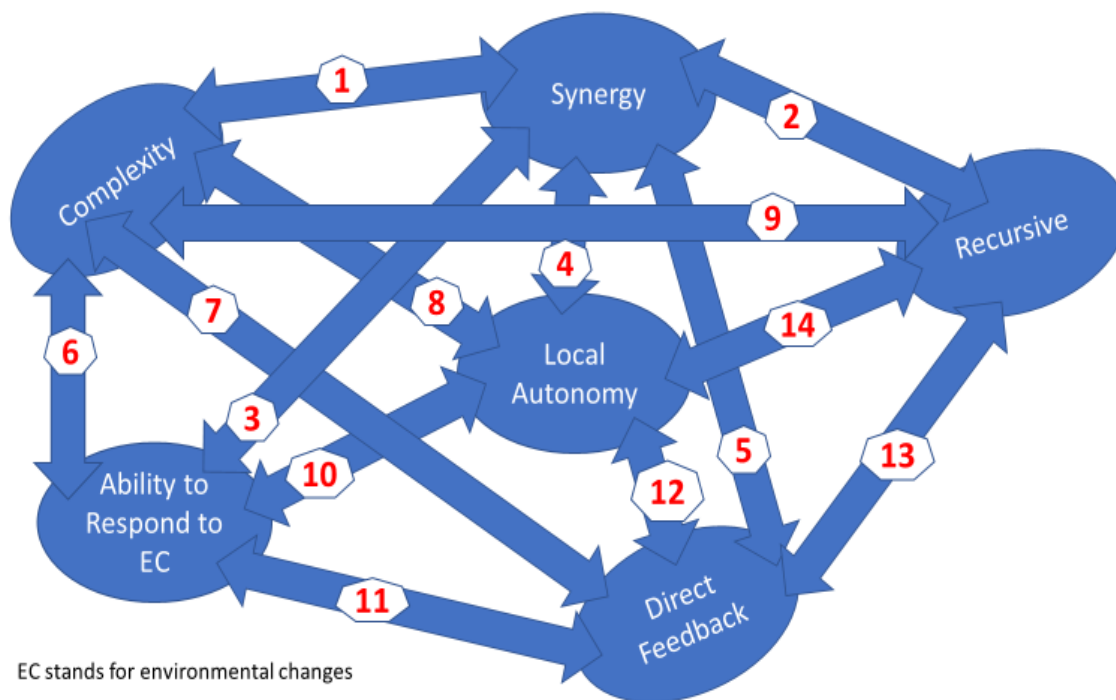 1
Synergy
2
Complexity
9
Recursive
4
7
8
14
6
Local
Autonomy
3
5
13
10
12
Ability to
Respond to
EC
11
Direct
Feedback
EC stands for environmental changes